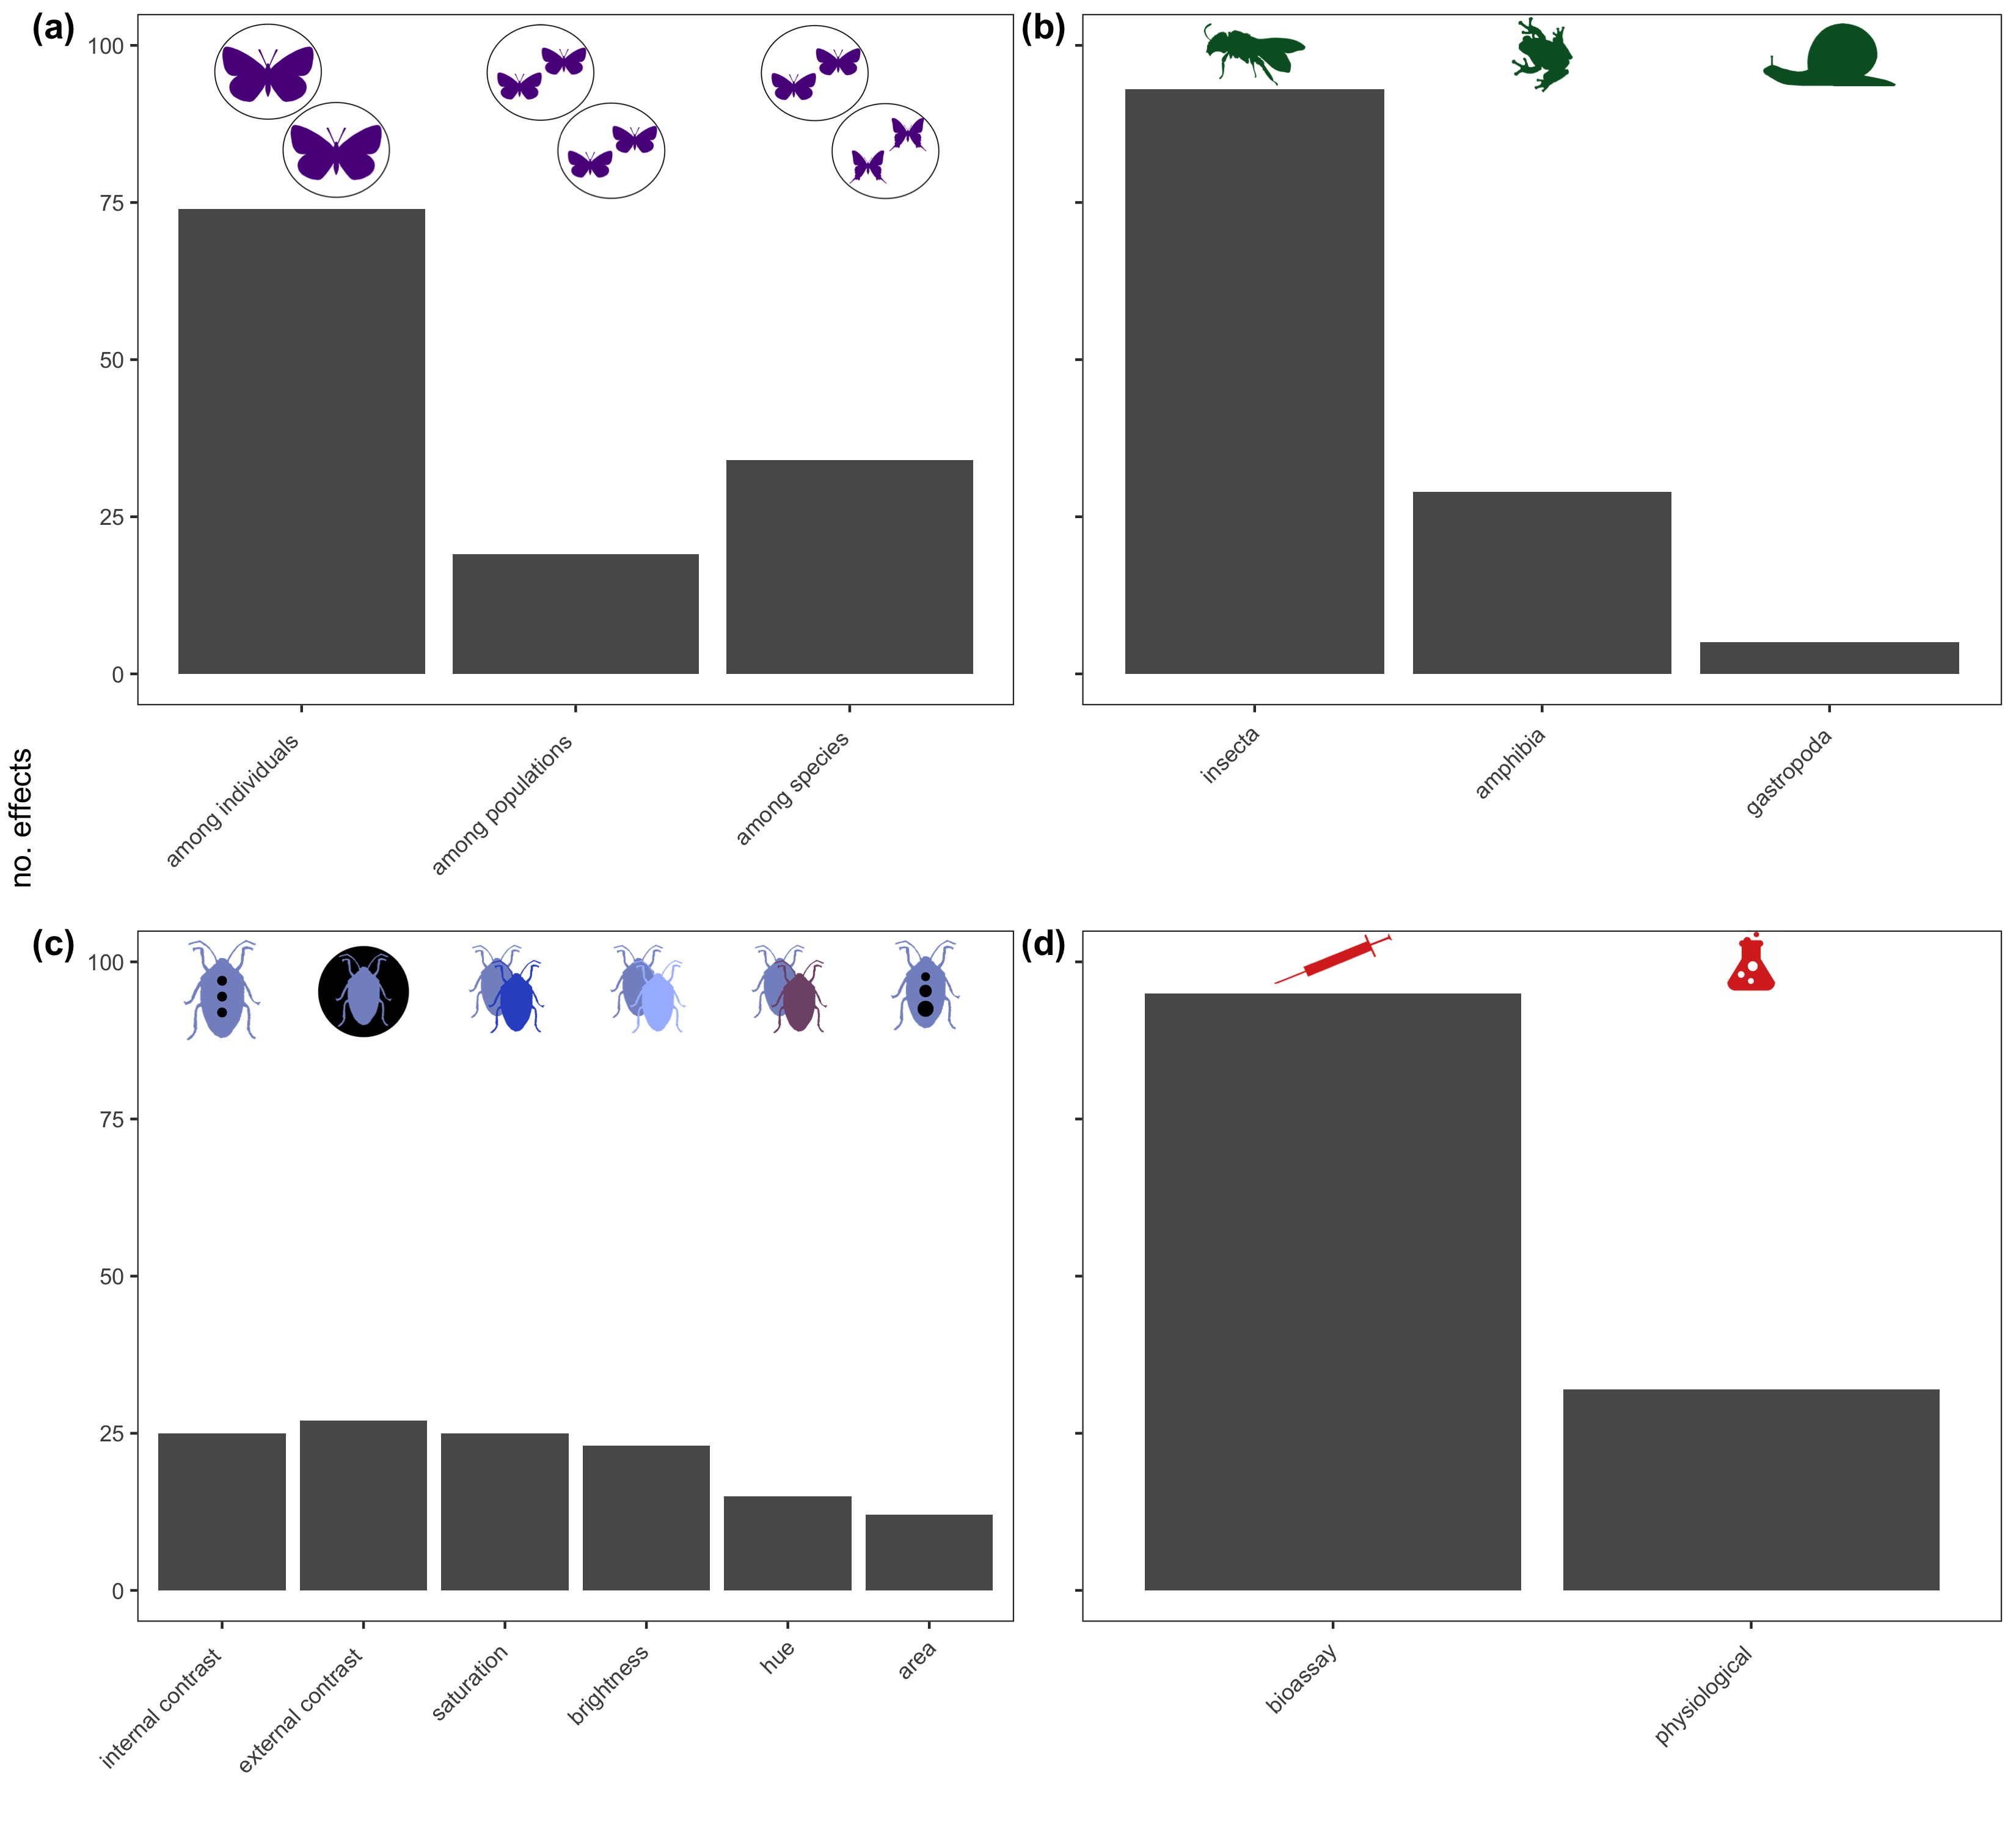 (a)
100
75
50
25
0
among individuals
among populations
among species
(b)
insecta
amphibia
gastropoda
no. effects
(c)
100
75
50
25
0
internal contrast
external contrast
saturation
brightness
hue
area
(d)
bioassay
physiological